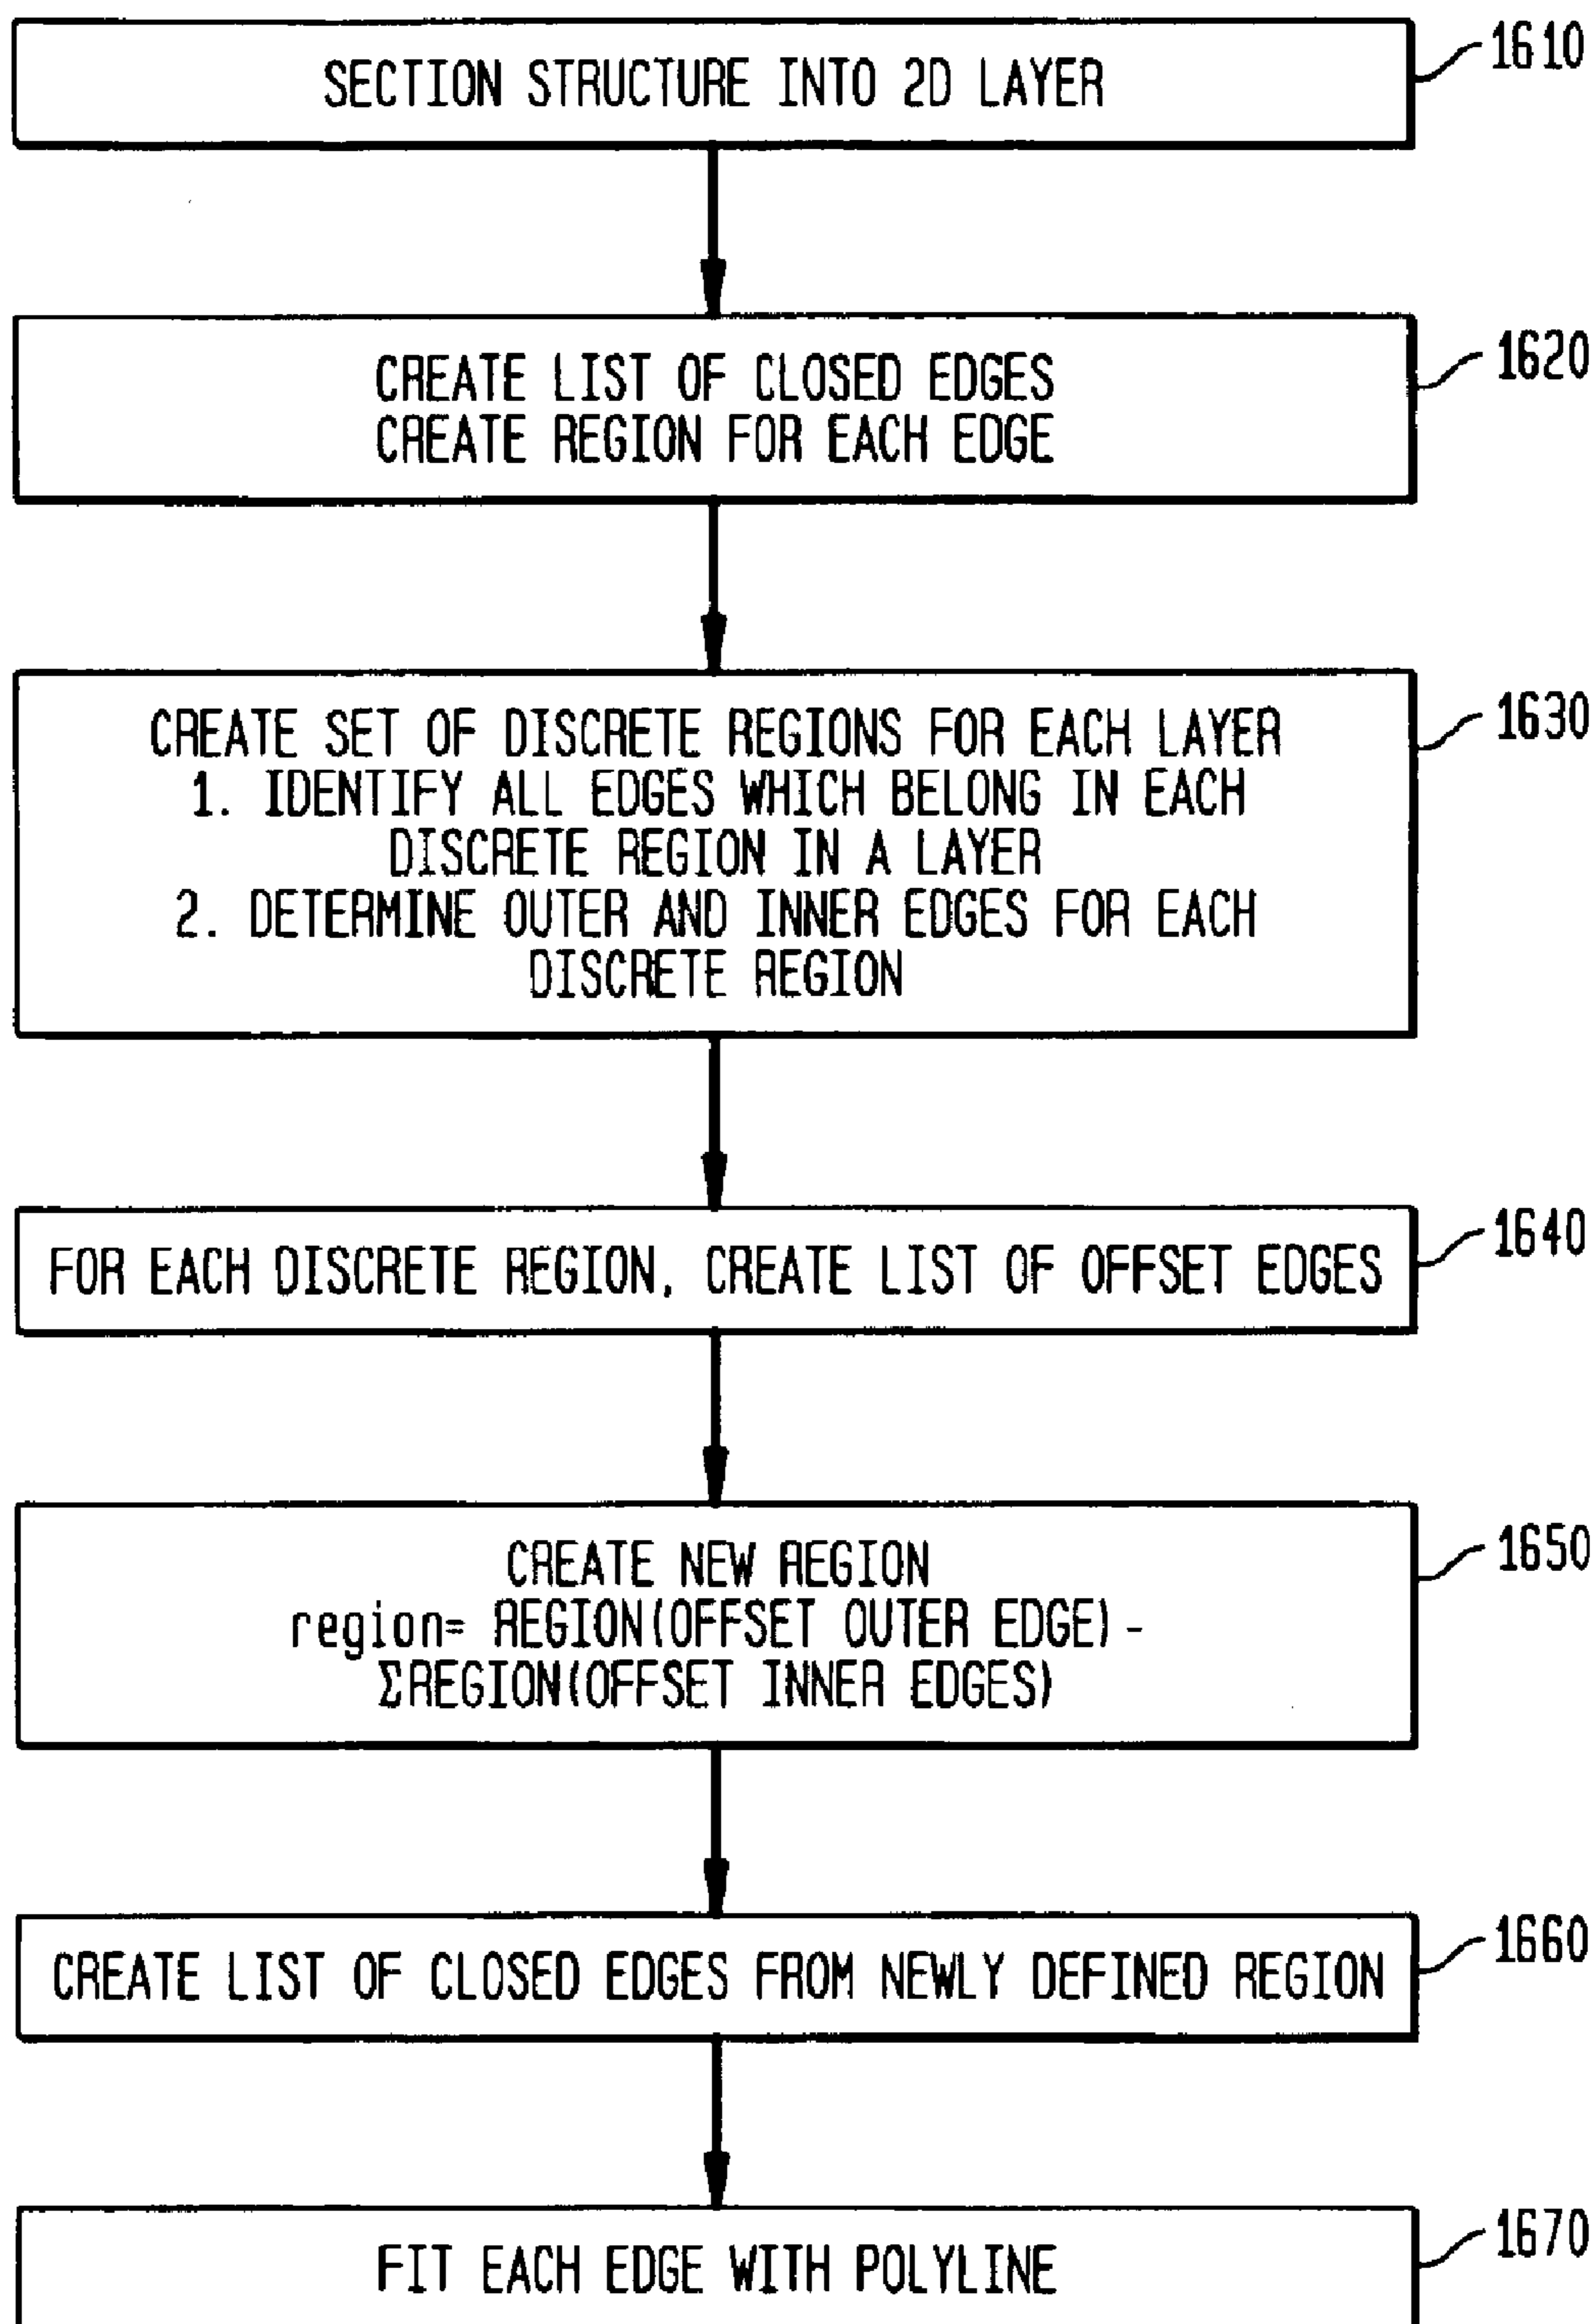 SECTION STRUCTURE INTO 2D LAYER
1610
CREATE LIST OF CLOSED EDGES
CREATE REGION FOR EACH EDGE
1620
CREATE SET OF DISCRETE REGIONS FOR EACH LAYER
1. IDENTIFY ALL EDGES WHICH BELONG IN EACH
DISCRETE REGION IN A LAYER
2. DETERMINE OUTER AND INNER EDGES FOR EACH
DISCRETE REGION
1630
FOR EACH DISCRETE REGION, CREATE LIST OF OFFSET EDGES
1640
CREATE NEW REGION
region= REGION(OFFSET OUTER EDGE) -
ΣREGION(OFFSET INNER EDGES)
1650
CREATE LIST OF CLOSED EDGES FROM NEWLY DEFINED REGION
1660
FIT EACH EDGE WITH POLYLINE
1670